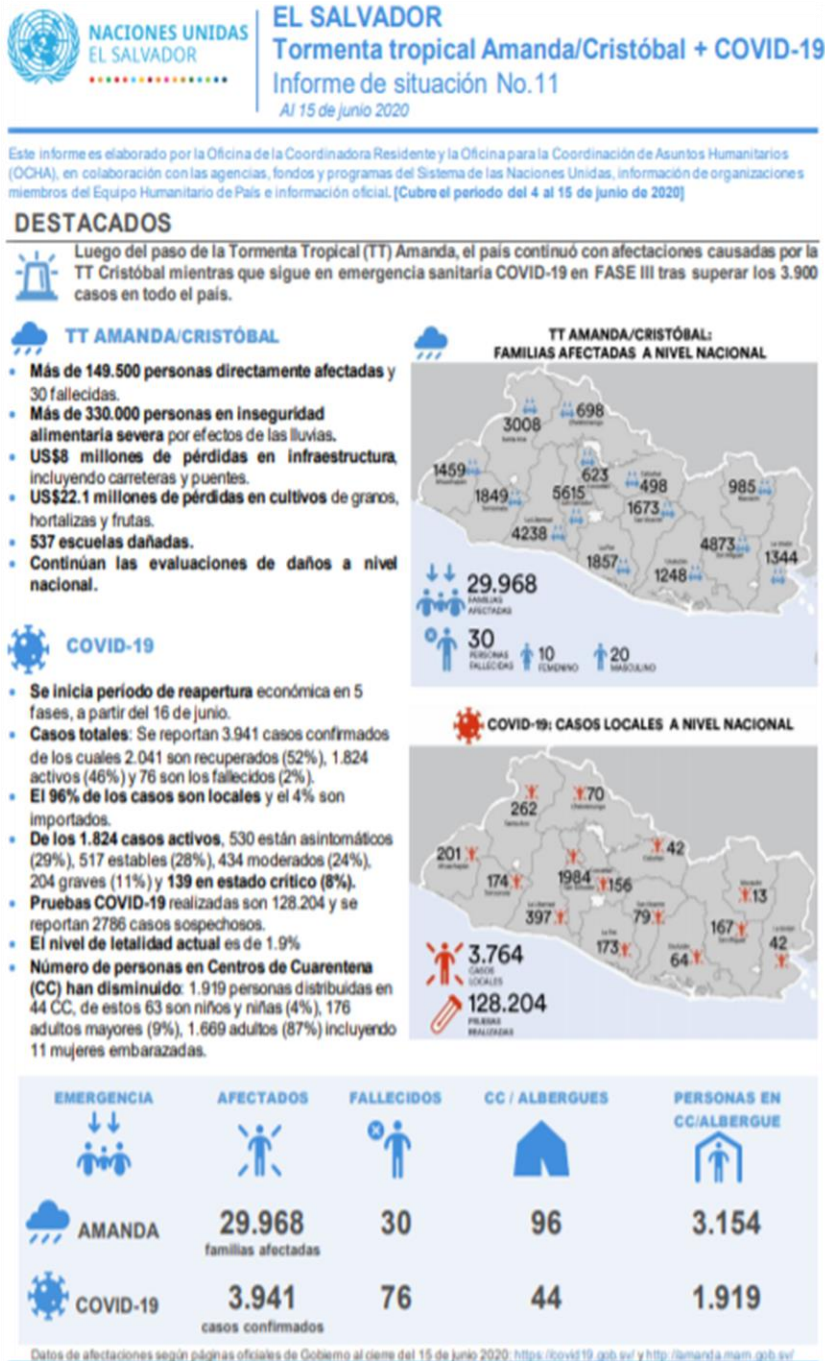 NACIONES UNIDAS
EL SALVADOR
EL SALVADOR
Tormenta tropical Amanda/Cristóbal + COVID-19
Informe de situación No.11
Al 15 de junio 2020
Este informe es elaborado por la Oficina de la Coordinadora Residente y la Oficina para la Coordinación de Asuntos Humanitarios
(OCHA), en colaboración con las agencias, fondos y programas del Sistema de las Naciones Unidas, información de organizaciones
miembros del Equipo Humanitario de País e información oficial. [Cubre el periodo del 4 al 15 de junio de 2020]
DESTACADOS
Luego del paso de la Tormenta Tropical (TT) Amanda, el país continuó con afectaciones causadas por la
TT Cristóbal mientras que sigue en emergencia sanitaria COVID-19 en FASE III tras superar los 3.900
casos en todo el país.
TT AMANDA/CRISTÓBAL
• Más de 149.500 personas directamente afectadas y
30 fallecidas.
• Más de 330.000 personas en inseguridad
alimentaria severa por efectos de las lluvias.
• US$8 millones de pérdidas en infraestructura,
incluyendo carreteras y puentes.
• US$22.1 millones de pérdidas en cultivos de granos,
hortalizas y frutas.
• 537 escuelas dañadas.
• Continúan las evaluaciones de daños a nivel
nacional.
TT AMANDA/CRISTÓBAL:
FAMILIAS AFECTADAS A NIVEL NACIONAL
698
3008
Santa Ana
1459
623
498
985
1849
5615
1673
4238
4873
1344
1857
1248
29.968
FAMILIAS
AFECTADAS
30
PERSONAS
FALLECIDAS
10
FEMENINO
20
MASCULINO
COVID-19
• Se inicia período de reapertura económica en 5
fases, a partir del 16 de junio.
• Casos totales: Se reportan 3.941 casos confirmados
de los cuales 2.041 son recuperados (52%), 1.824
activos (46%) y 76 son los fallecidos (2%).
• El 96% de los casos son locales y el 4% son
importados.
• De los 1.824 casos activos, 530 están asintomáticos
(29%), 517 estables (28%), 434 moderados (24%),
204 graves (11%) y 139 en estado crítico (8%).
• Pruebas COVID-19 realizadas son 128.204 y se
reportan 2786 casos sospechosos.
• El nivel de letalidad actual es de 1.9%
• Número de personas en Centros de Cuarentena
(CC) han disminuido: 1.919 personas distribuidas en
44 CC, de estos 63 son niños y niñas (4%), 176
adultos mayores (9%), 1.669 adultos (87%) incluyendo
11 mujeres embarazadas.
COVID-19: CASOS LOCALES A NIVEL NACIONAL
70
262
Santa Ana
201
42
174
1984
156
13
397
79
167
173
64
42
3.764
CASOS
LOCALES
128.204
PRUEBAS
REALIZADAS
EMERGENCIA AFECTADOS FALLECIDOS CC / ALBERGUES PERSONAS EN
CC/ALBERGUE
AMANDA 29.968 30 96 3.154
familias afectadas
COVID-19 3.941 76 44 1.919
casos confirmados
Datos de afectaciones según páginas oficiales de Gobierno al cierre del 15 de junio 2020: https://covid19.gob.sv/ y http://amanda.marn.gob.sv/